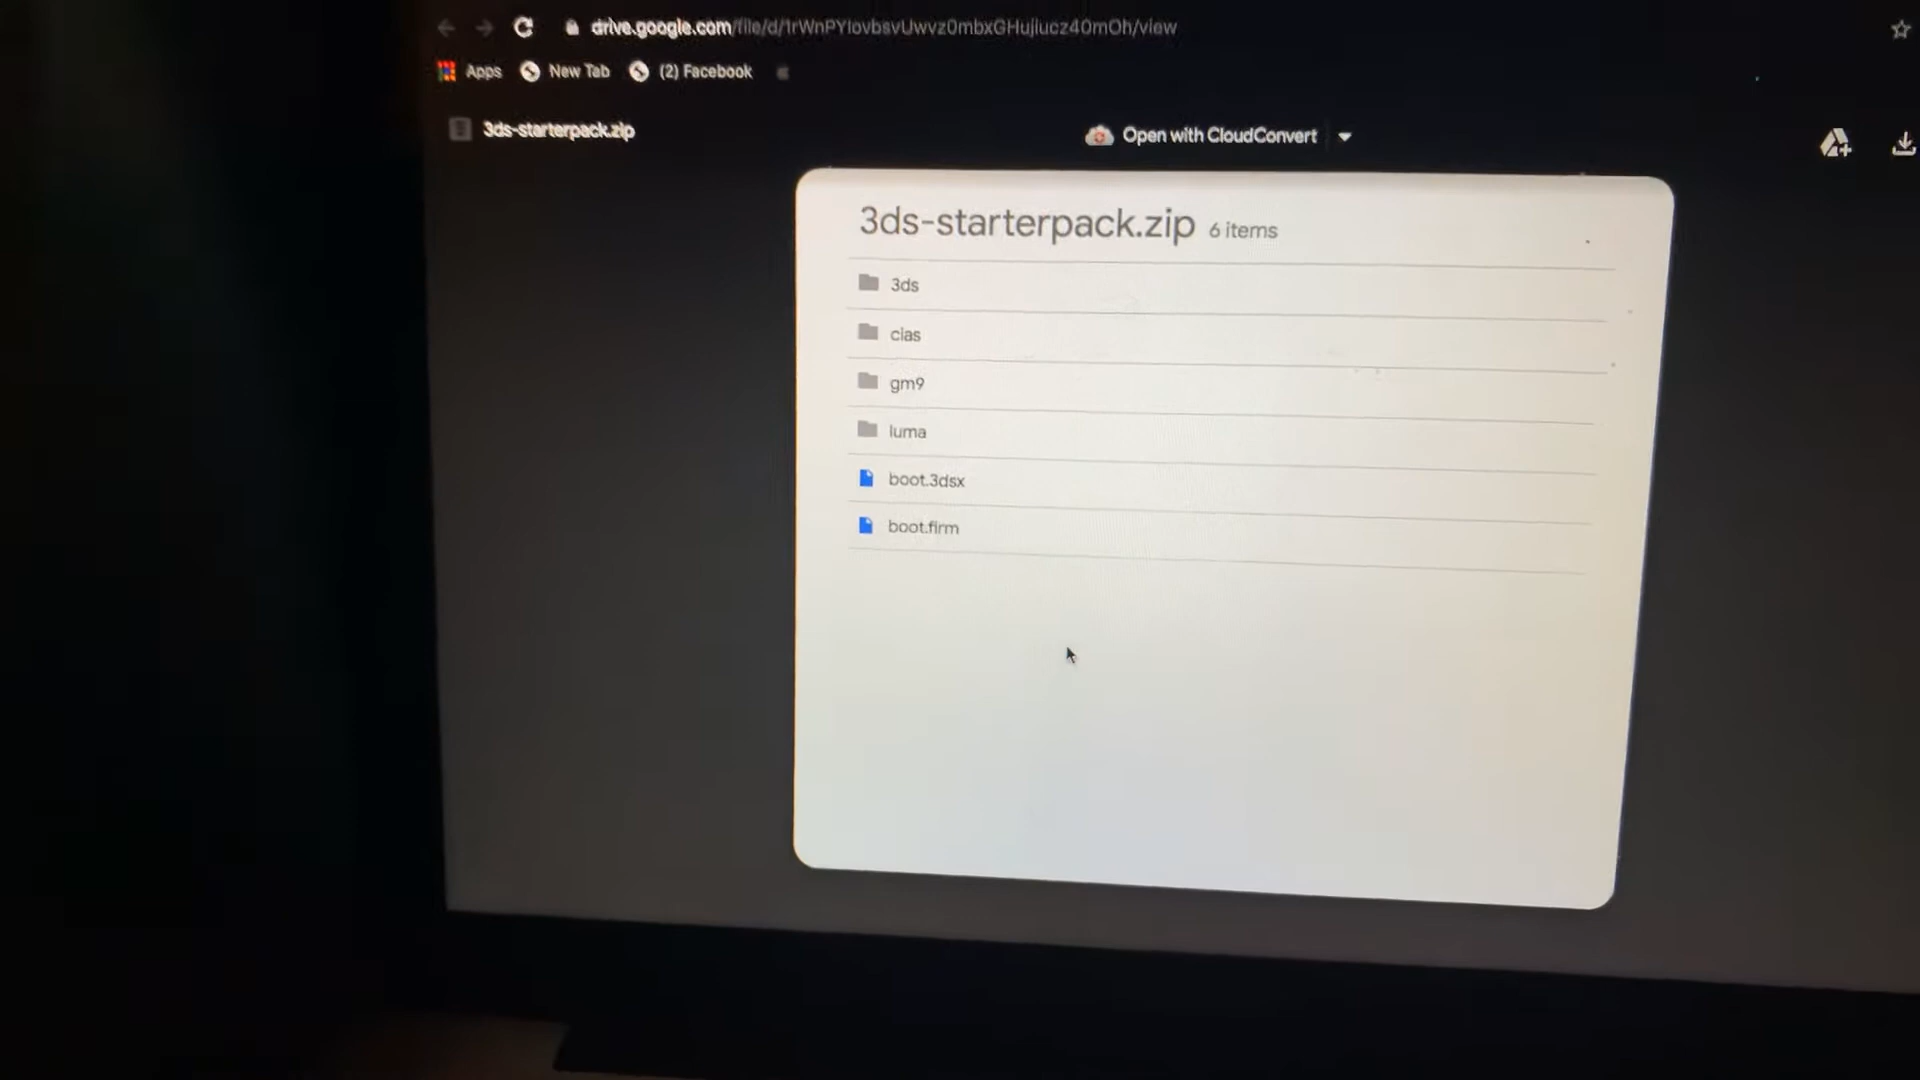 drive.google.com/file/d/1rWnPYIovbsvUwvz0mbxGHujiucz40mOh/view
Apps New Tab (2) Facebook
3ds-starterpack.zip
Open with CloudConvert
3ds-starterpack.zip 6 items
3ds
cias
gm9
luma
boot.3dsx
boot.firm